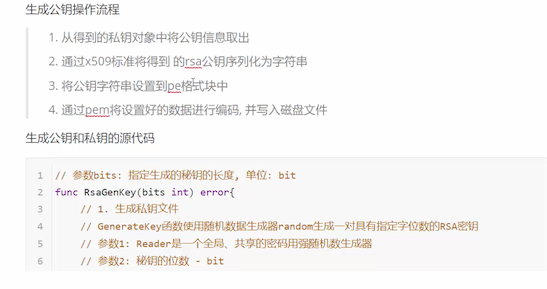 生成公钥操作流程
1. 从得到的私钥对象中将公钥信息取出
2. 通过x509标准将得到 的rsa公钥序列化为字符串
3. 将公钥字符串设置到pe格式块中
4. 通过pem将设置好的数据进行编码, 并写入磁盘文件
生成公钥和私钥的源代码
1 // 参数bits: 指定生成的秘钥的长度, 单位: bit
2 func RsaGenKey(bits int) error{
3 // 1. 生成私钥文件
4 // GenerateKey函数使用随机数据生成器random生成一对具有指定字位数的RSA密钥
5 // 参数1: Reader是一个全局、共享的密码用强随机数生成器
6 // 参数2: 秘钥的位数 - bit